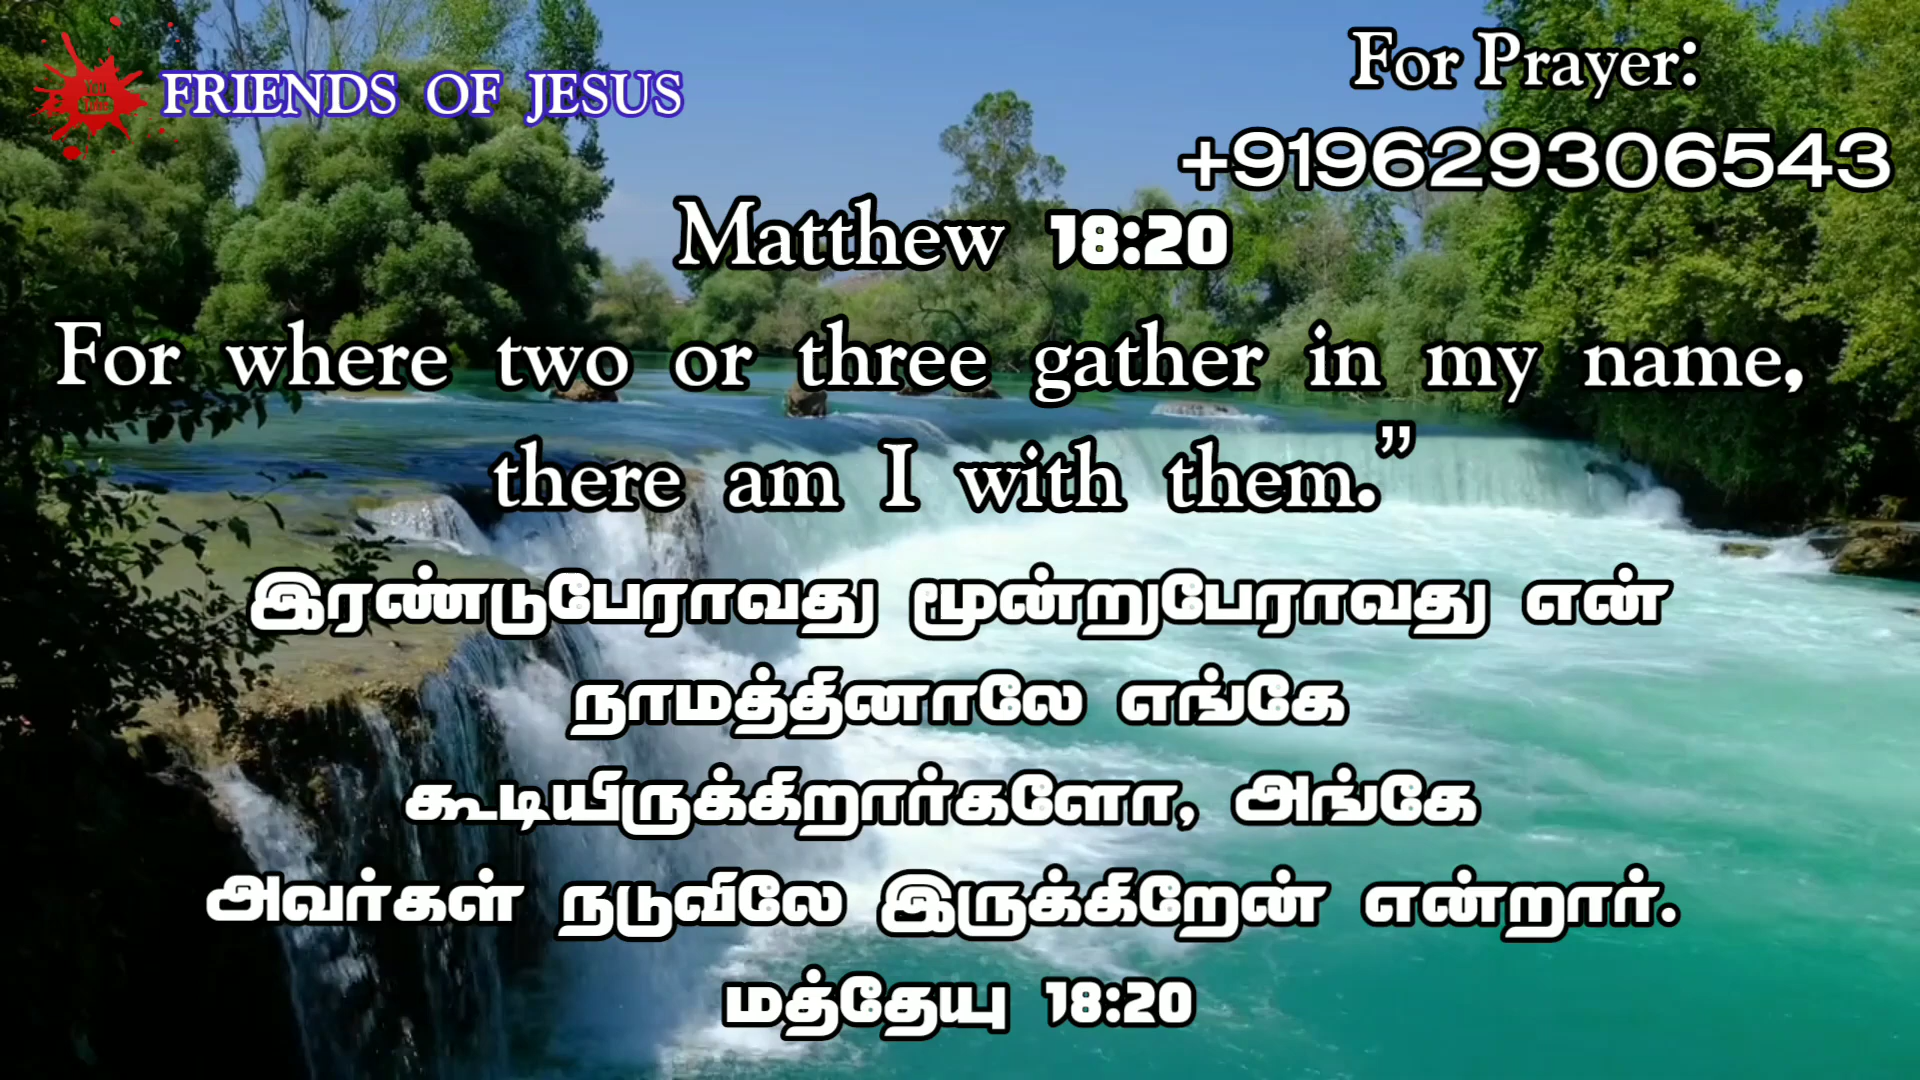 You
Tube
FRIENDS OF JESUS
For Prayer:
+919629306543
Matthew 18:20
For where two or three gather in my name,
there am I with them.”
இரண்டுபேராவது மூன்றுபேராவது என்
நாமத்தினாலே எங்கே
கூடியிருக்கிறார்களோ, அங்கே
அவர்கள் நடுவிலே இருக்கிறேன் என்றார்.
மத்தேயு 18:20